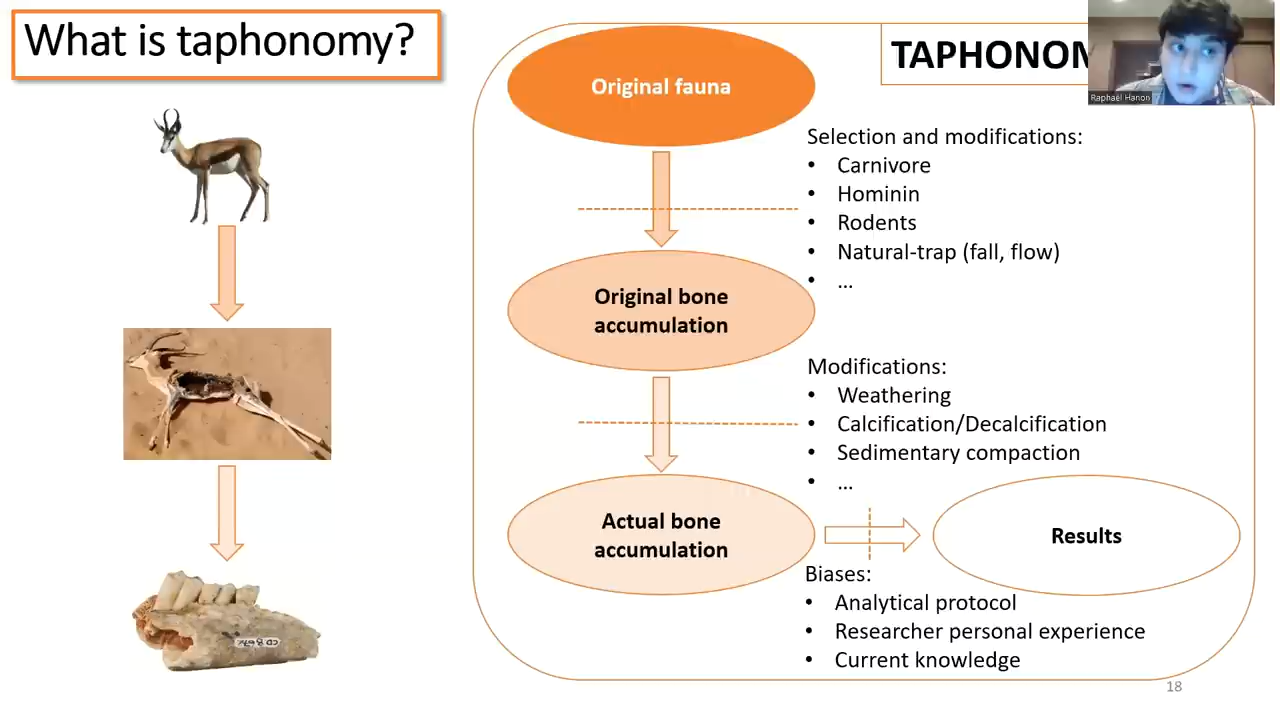 What is taphonomy?
Original fauna
Raphaël Hanon
Selection and modifications:
• Carnivore
• Hominin
• Rodents
• Natural-trap (fall, flow)
• ...
Original bone
accumulation
Modifications:
• Weathering
• Calcification/Decalcification
• Sedimentary compaction
• ...
Actual bone
accumulation
Results
Biases:
• Analytical protocol
• Researcher personal experience
• Current knowledge
18